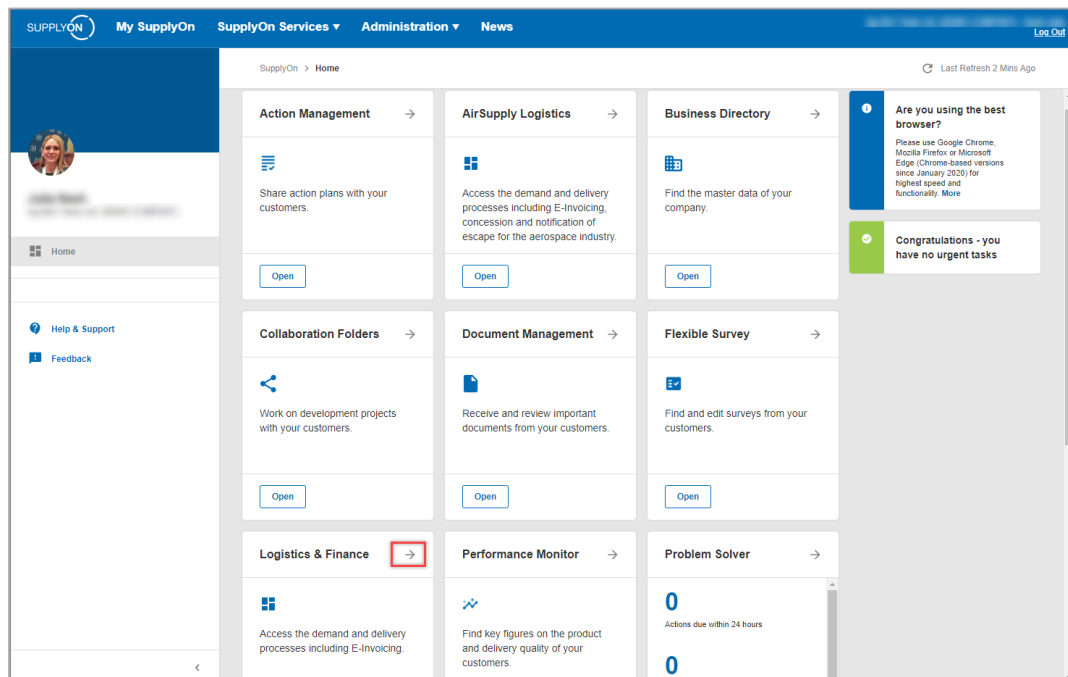 SUPPLYON
My SupplyOn
SupplyOn Services ▾
Administration ▾
News
Log Out
SupplyOn > Home
Last Refresh 2 Mins Ago
Home
Help & Support
Feedback
Action Management
Share action plans with your
customers.
Open
AirSupply Logistics
Access the demand and delivery
processes including E-Invoicing,
concession and notification of
escape for the aerospace industry.
Open
Business Directory
Find the master data of your
company.
Open
Are you using the best
browser?
Please use Google Chrome,
Mozilla Firefox or Microsoft
Edge (Chrome-based versions
since January 2020) for
highest speed and
functionality. More
Congratulations - you
have no urgent tasks
Collaboration Folders
Work on development projects
with your customers.
Open
Document Management
Receive and review important
documents from your customers.
Open
Flexible Survey
Find and edit surveys from your
customers.
Open
Logistics & Finance
Access the demand and delivery
processes including E-Invoicing.
Performance Monitor
Find key figures on the product
and delivery quality of your
customers.
Problem Solver
0
Actions due within 24 hours
0